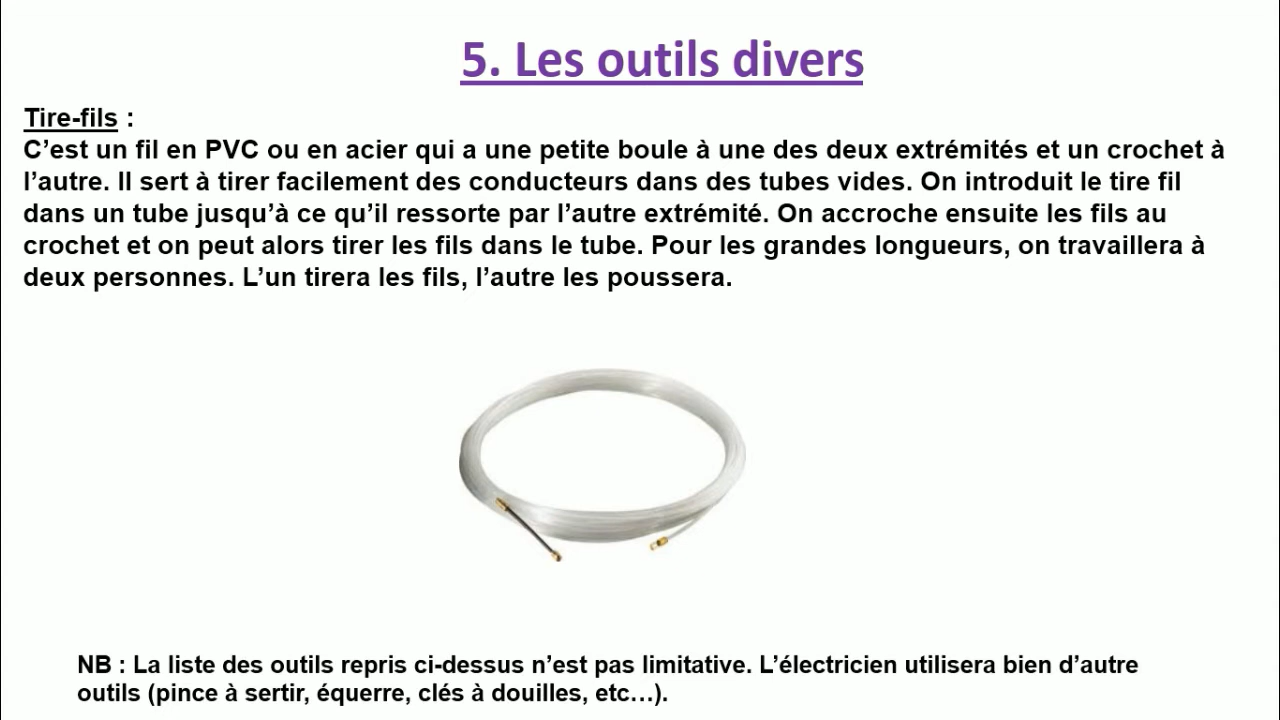 5. Les outils divers
Tire-fils :
C’est un fil en PVC ou en acier qui a une petite boule à une des deux extrémités et un crochet à
l’autre. Il sert à tirer facilement des conducteurs dans des tubes vides. On introduit le tire fil
dans un tube jusqu’à ce qu’il ressorte par l’autre extrémité. On accroche ensuite les fils au
crochet et on peut alors tirer les fils dans le tube. Pour les grandes longueurs, on travaillera à
deux personnes. L’un tirera les fils, l’autre les poussera.
NB : La liste des outils repris ci-dessus n’est pas limitative. L’électricien utilisera bien d’autre
outils (pince à sertir, équerre, clés à douilles, etc…).